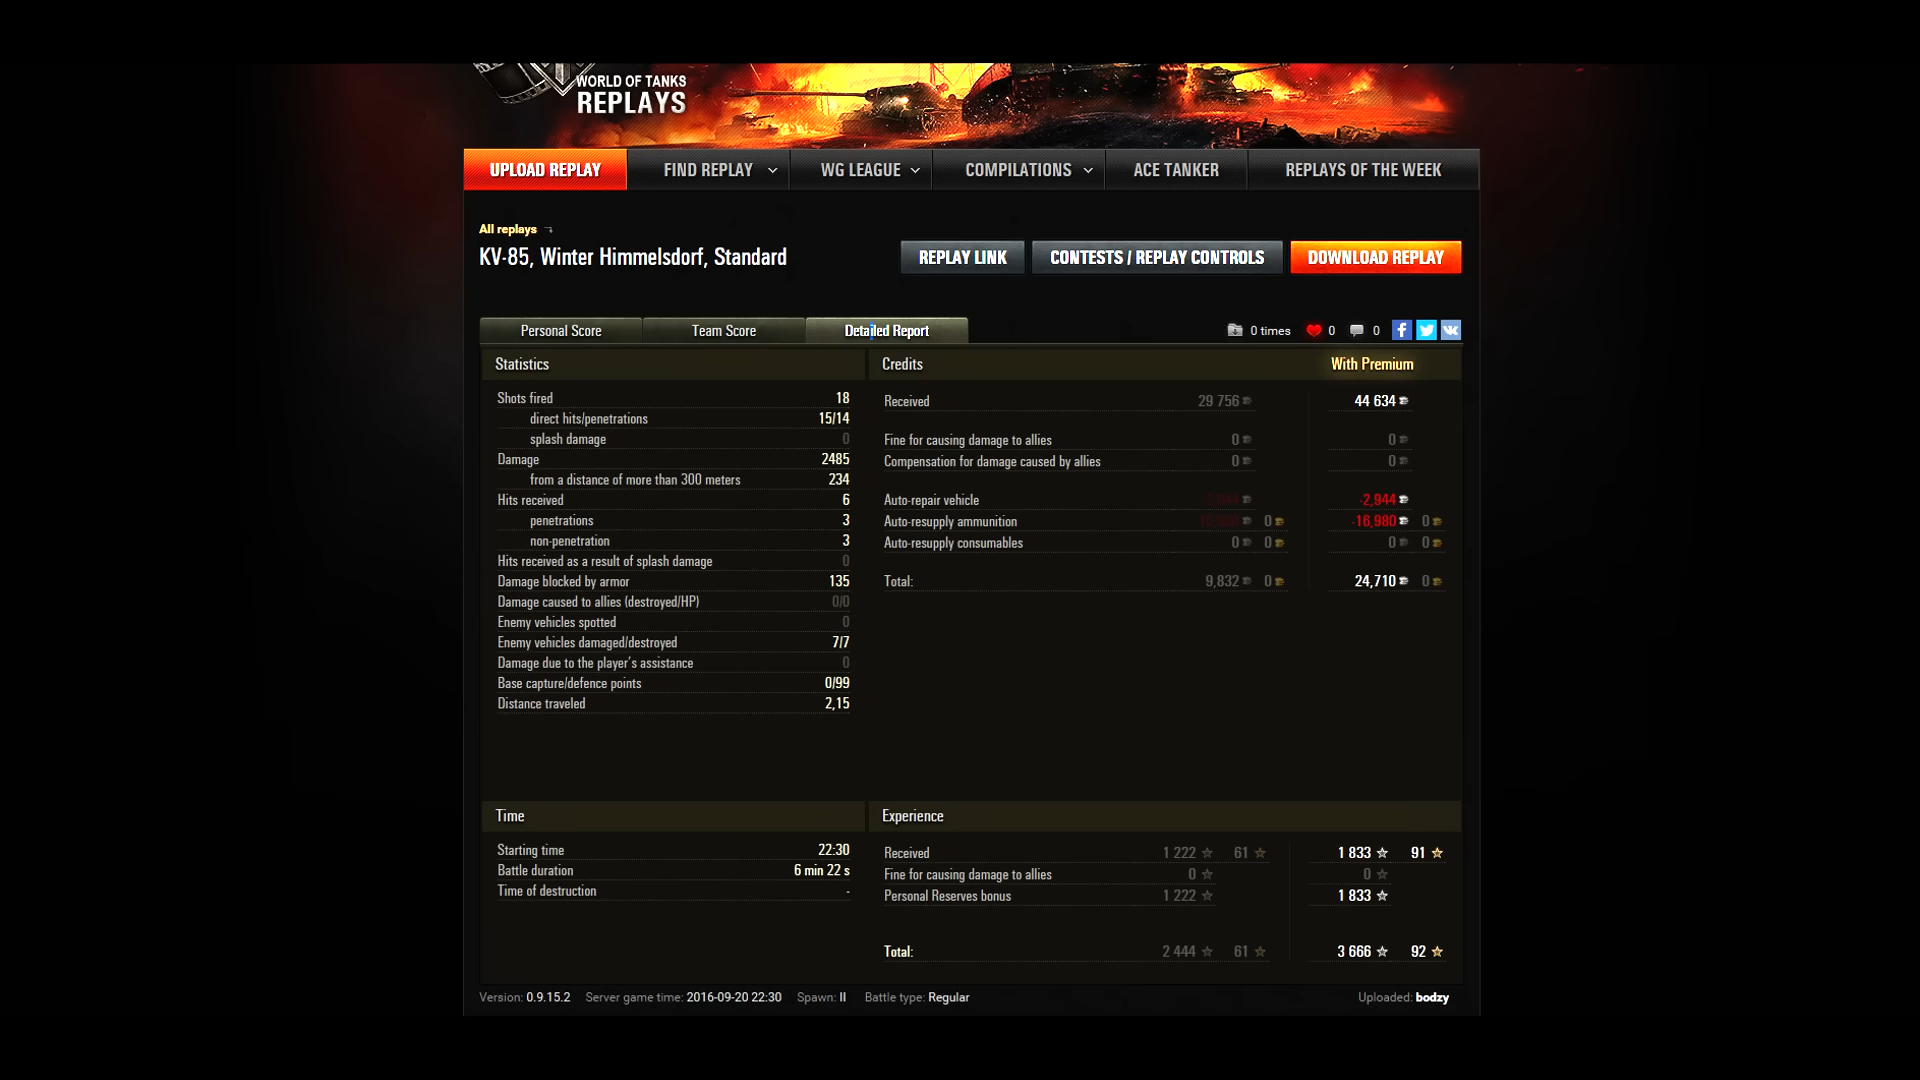 WORLD OF TANKS
REPLAYS
UPLOAD REPLAY FIND REPLAY WG LEAGUE COMPILATIONS ACE TANKER REPLAYS OF THE WEEK
All replays
KV-85, Winter Himmelsdorf, Standard REPLAY LINK CONTESTS / REPLAY CONTROLS DOWNLOAD REPLAY
Personal Score Team Score Detailed Report 0 times 0 0
Statistics
Shots fired 18
direct hits/penetrations 15/14
splash damage 0
Damage 2485
from a distance of more than 300 meters 234
Hits received 6
penetrations 3
non-penetration 3
Hits received as a result of splash damage 0
Damage blocked by armor 135
Damage caused to allies (destroyed/HP) 0/0
Enemy vehicles spotted 0
Enemy vehicles damaged/destroyed 7/7
Damage due to the player's assistance 0
Base capture/defence points 0/99
Distance traveled 2,15
Credits With Premium
Received 29 756 44 634
Fine for causing damage to allies 0 0
Compensation for damage caused by allies 0 0
Auto-repair vehicle -2,944
Auto-resupply ammunition 0 -16,980 0
Auto-resupply consumables 0 0 0 0
Total: 9,832 0 24,710 0
Time
Starting time 22:30
Battle duration 6 min 22 s
Time of destruction -
Experience
Received 1 222 61 1 833 91
Fine for causing damage to allies 0 0
Personal Reserves bonus 1 222 1 833
Total: 2 444 61 3 666 92
Version: 0.9.15.2 Server game time: 2016-09-20 22:30 Spawn: II Battle type: Regular Uploaded: bodzy